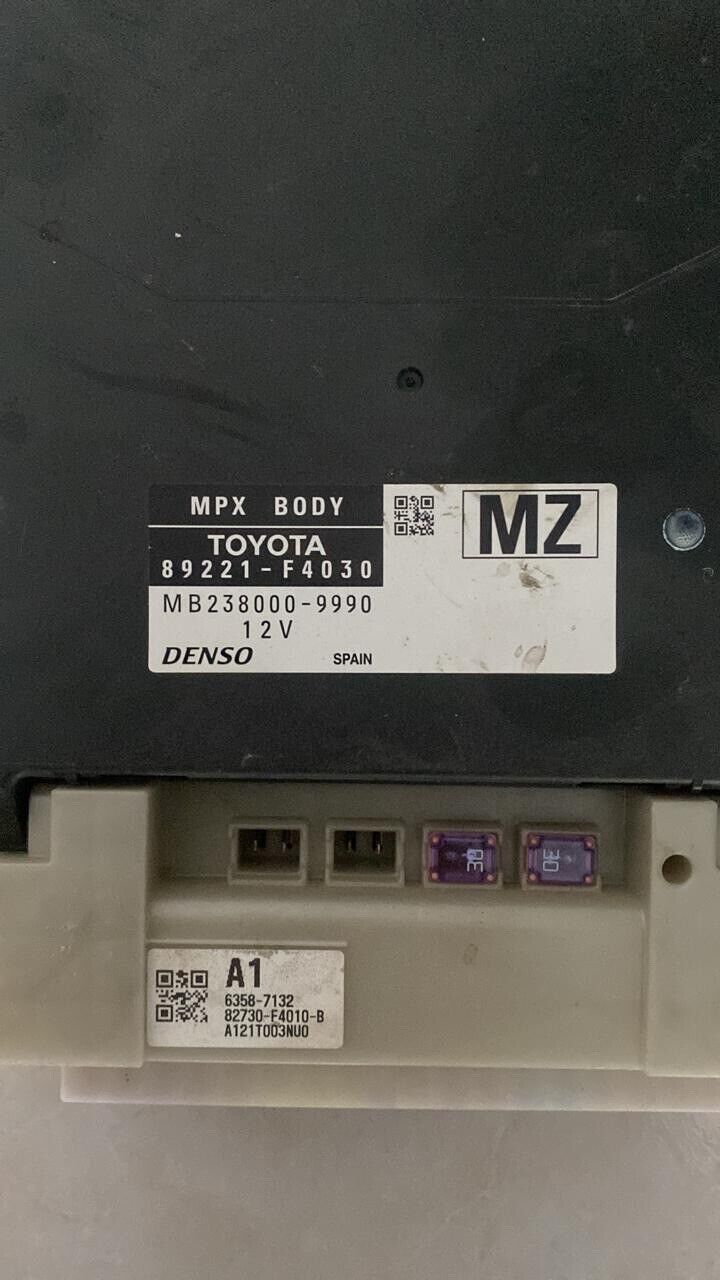 MPX BODY
TOYOTA
89221-F4030
MB238000-9990
12V
DENSO
SPAIN
MZ
30
30
A1
6358-7132
82730-F4010-B
A121T003NU0